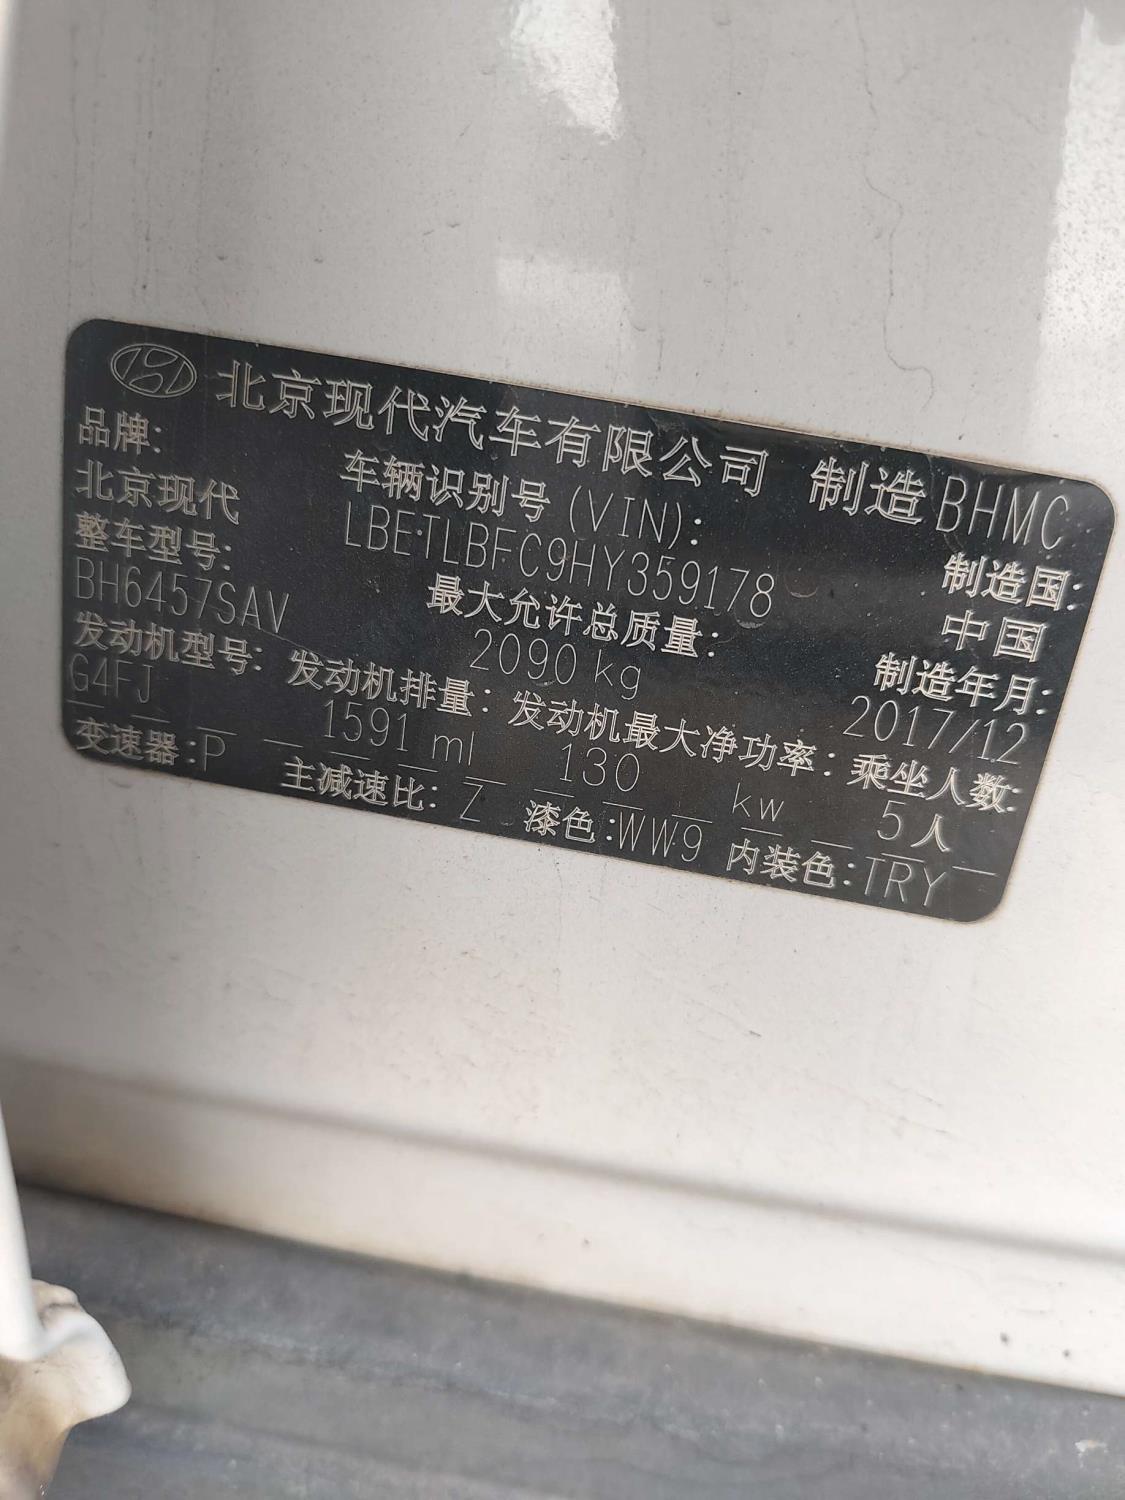 北京现代汽车有限公司 制造 BHMC
品牌: 车辆识别号(VIN): 制造国:
北京现代 LBETLBFC9HY359178 中国
整车型号: 最大允许总质量: 制造年月:
BH6457SAV 2090 kg 2017/12
发动机型号: 发动机排量: 发动机最大净功率: 乘坐人数:
G4FJ 1591 ml 130 kw 5人
变速器:P 主减速比: Z 漆色:WW9 内装色:TRY